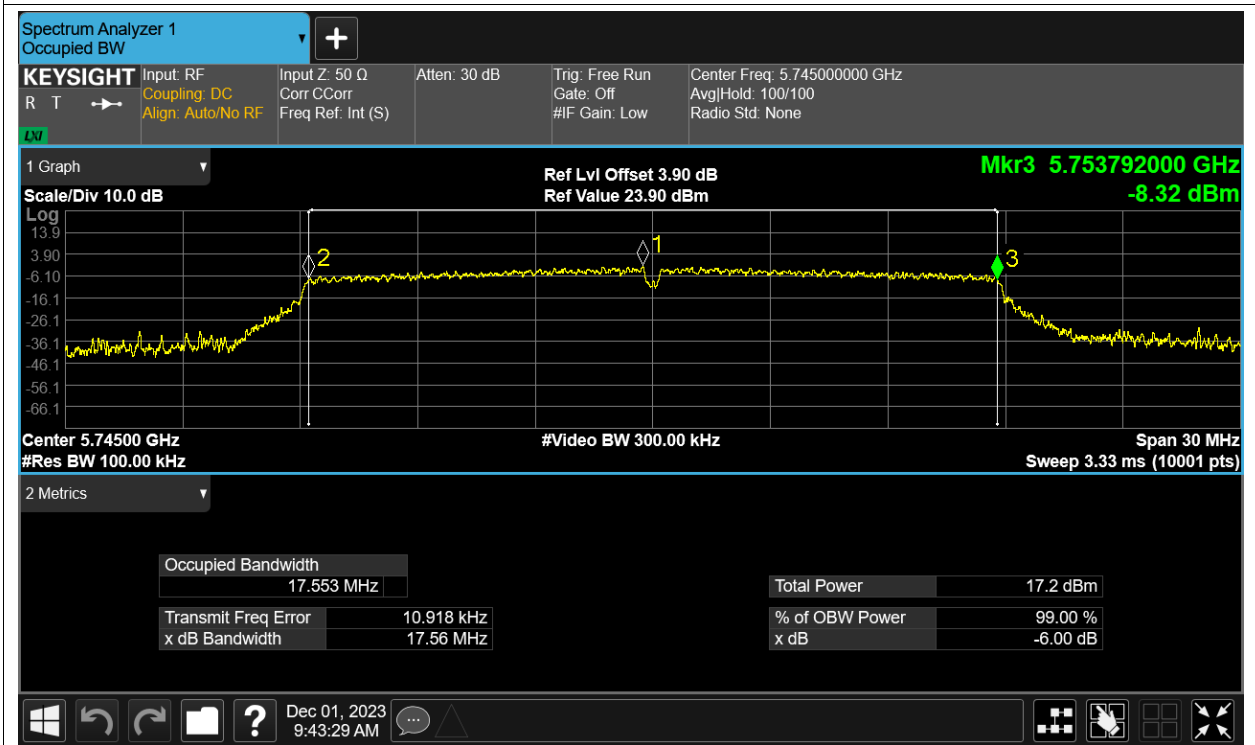 Spectrum Analyzer 1
Occupied BW
KEYSIGHT
R T
LXI
Input: RF
Coupling: DC
Align: Auto/No RF
Input Z: 50 Ω
Corr CCorr
Freq Ref: Int (S)
Atten: 30 dB
Trig: Free Run
Gate: Off
#IF Gain: Low
Center Freq: 5.745000000 GHz
Avg|Hold: 100/100
Radio Std: None
1 Graph
Scale/Div 10.0 dB
Ref Lvl Offset 3.90 dB
Ref Value 23.90 dBm
Mkr3 5.753792000 GHz
-8.32 dBm
Log
13.9
3.90
-6.10
-16.1
-26.1
-36.1
-46.1
-56.1
-66.1
2
1
3
Center 5.74500 GHz
#Res BW 100.00 kHz
#Video BW 300.00 kHz
Span 30 MHz
Sweep 3.33 ms (10001 pts)
2 Metrics
Occupied Bandwidth
17.553 MHz
Transmit Freq Error 10.918 kHz
x dB Bandwidth 17.56 MHz
Total Power 17.2 dBm
% of OBW Power 99.00 %
x dB -6.00 dB
?
Dec 01, 2023
9:43:29 AM